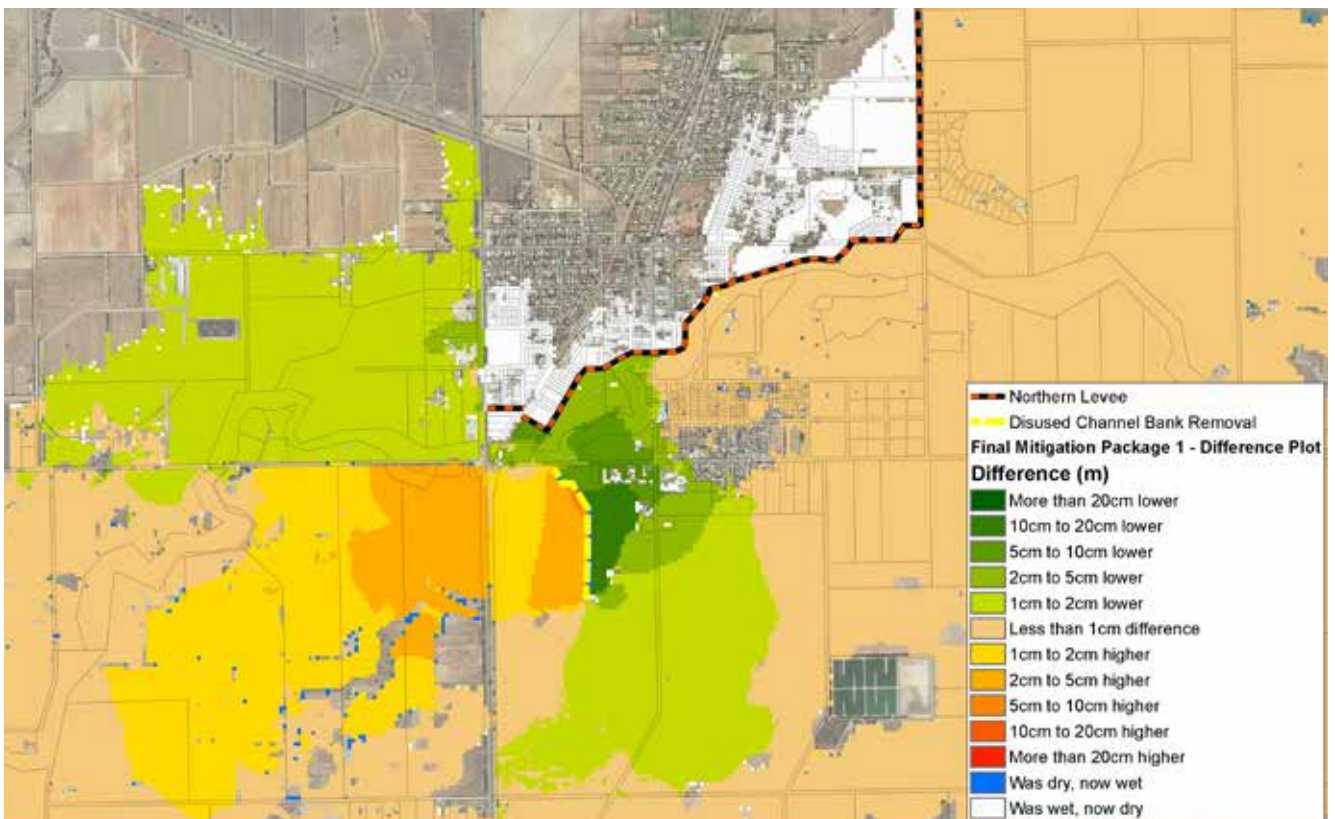 Northern Levee
Disused Channel Bank Removal
Final Mitigation Package 1 - Difference Plot
Difference (m)
More than 20cm lower
10cm to 20cm lower
5cm to 10cm lower
2cm to 5cm lower
1cm to 2cm lower
Less than 1cm difference
1cm to 2cm higher
2cm to 5cm higher
5cm to 10cm higher
10cm to 20cm higher
More than 20cm higher
Was dry, now wet
Was wet, now dry